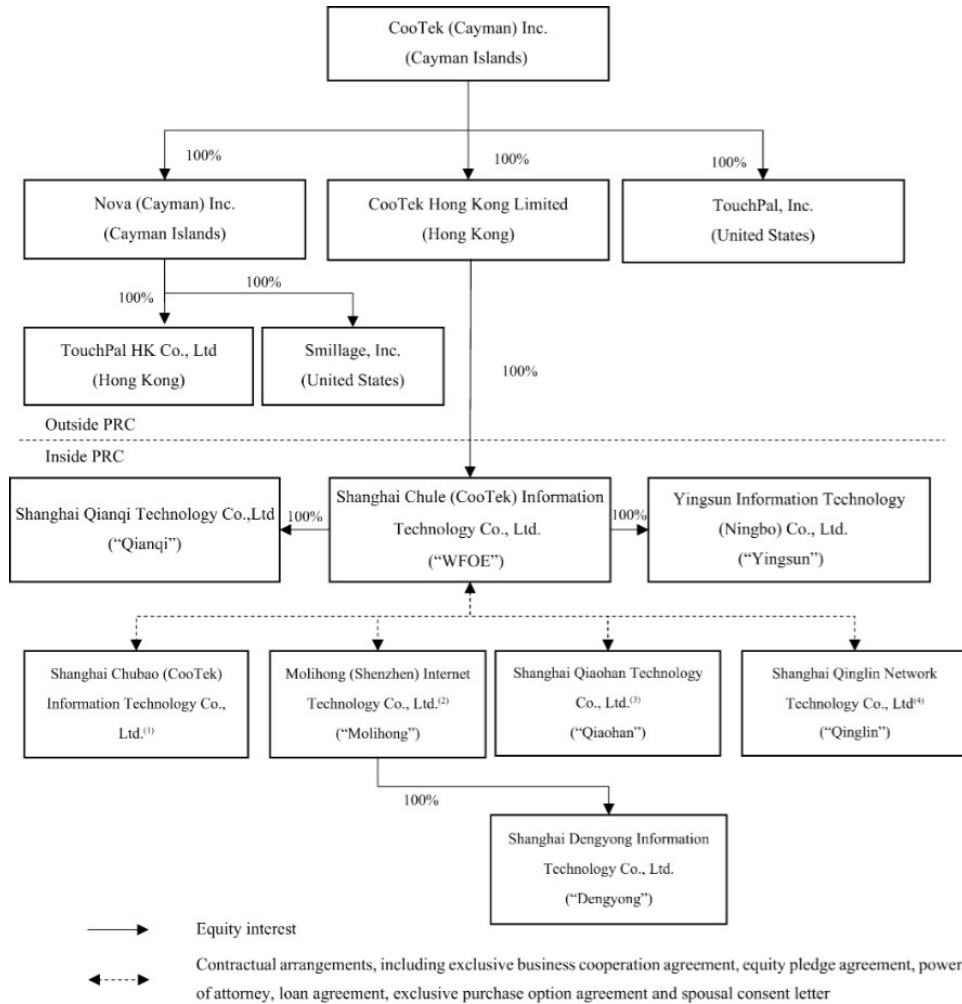 CooTek (Cayman) Inc.
(Cayman Islands)
100%
100%
100%
Nova (Cayman) Inc.
(Cayman Islands)
CooTek Hong Kong Limited
(Hong Kong)
TouchPal, Inc.
(United States)
100%
100%
TouchPal HK Co., Ltd
(Hong Kong)
Smillage, Inc.
(United States)
100%
Outside PRC
Inside PRC
Shanghai Qianqi Technology Co.,Ltd
(“Qianqi”)
100%
Shanghai Chule (CooTek) Information
Technology Co., Ltd.
(“WFOE”)
100%
Yingsun Information Technology
(Ningbo) Co., Ltd.
(“Yingsun”)
Shanghai Chubao (CooTek)
Information Technology Co.,
Ltd.(1)
Molihong (Shenzhen) Internet
Technology Co., Ltd.(2)
(“Molihong”)
Shanghai Qiaohan Technology
Co., Ltd.(3)
(“Qiaohan”)
Shanghai Qinglin Network
Technology Co., Ltd(4)
(“Qinglin”)
100%
Shanghai Dengyong Information
Technology Co., Ltd.
(“Dengyong”)
Equity interest
Contractual arrangements, including exclusive business cooperation agreement, equity pledge agreement, power
of attorney, loan agreement, exclusive purchase option agreement and spousal consent letter